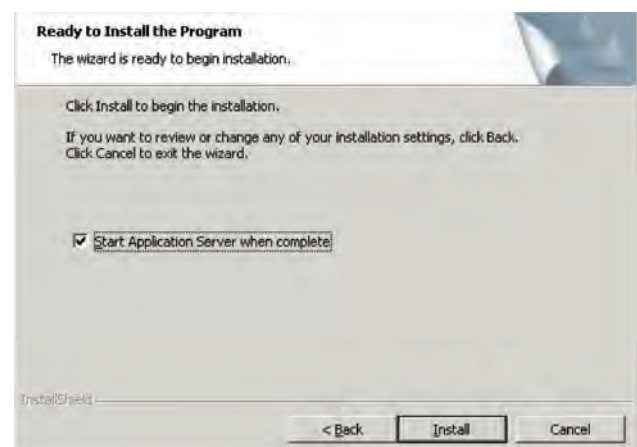 Ready to Install the Program
The wizard is ready to begin installation.
Click Install to begin the installation.
If you want to review or change any of your installation settings, click Back.
Click Cancel to exit the wizard.
Start Application Server when complete
InstallShield
< Back Install Cancel